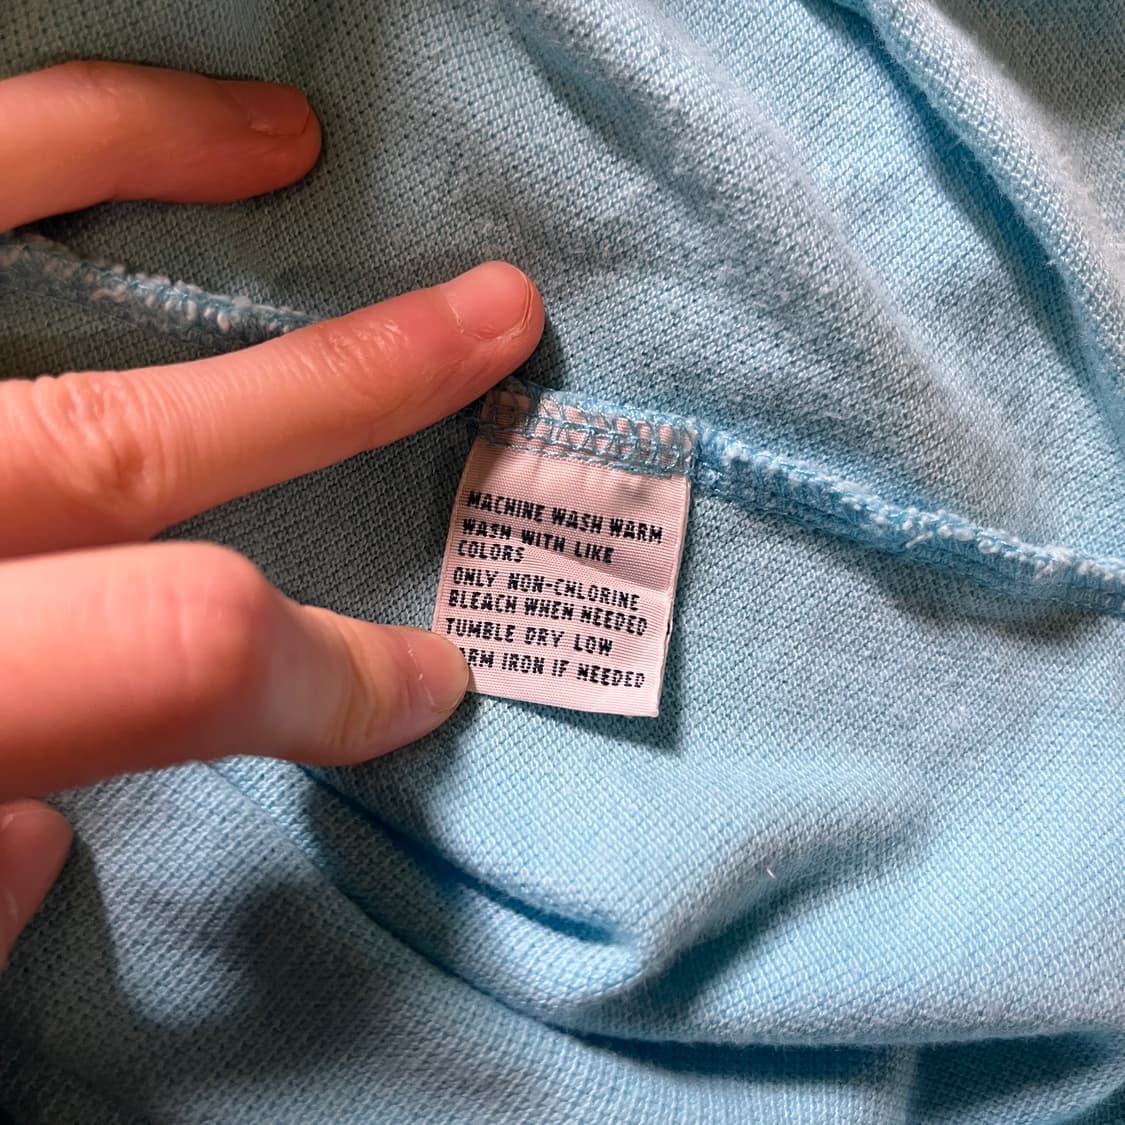 MACHINE WASH WARM
WASH WITH LIKE
COLORS
ONLY NON-CHLORINE
BLEACH WHEN NEEDED
TUMBLE DRY LOW
IRON IF NEEDED